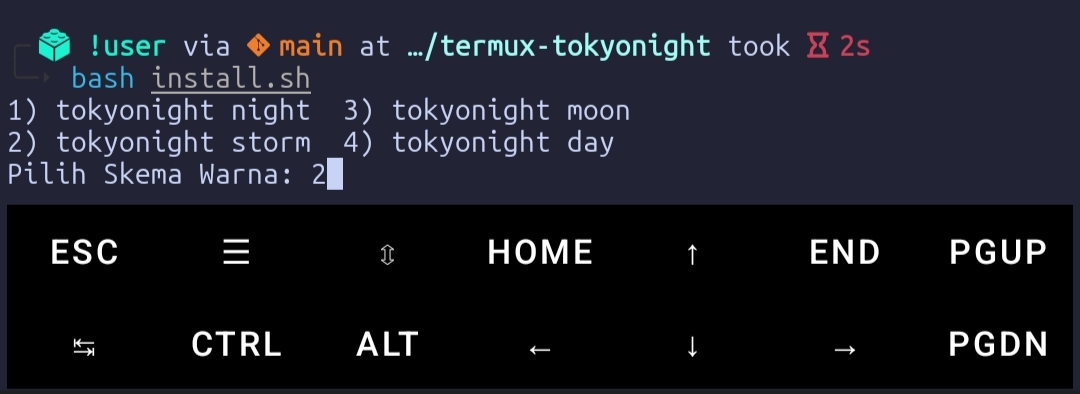 !user via main at …/termux-tokyonight took 2s
bash install.sh
1) tokyonight night 3) tokyonight moon
2) tokyonight storm 4) tokyonight day
Pilih Skema Warna: 2
ESC ☰ ⇳ HOME ↑ END PGUP
↹ CTRL ALT ← ↓ → PGDN